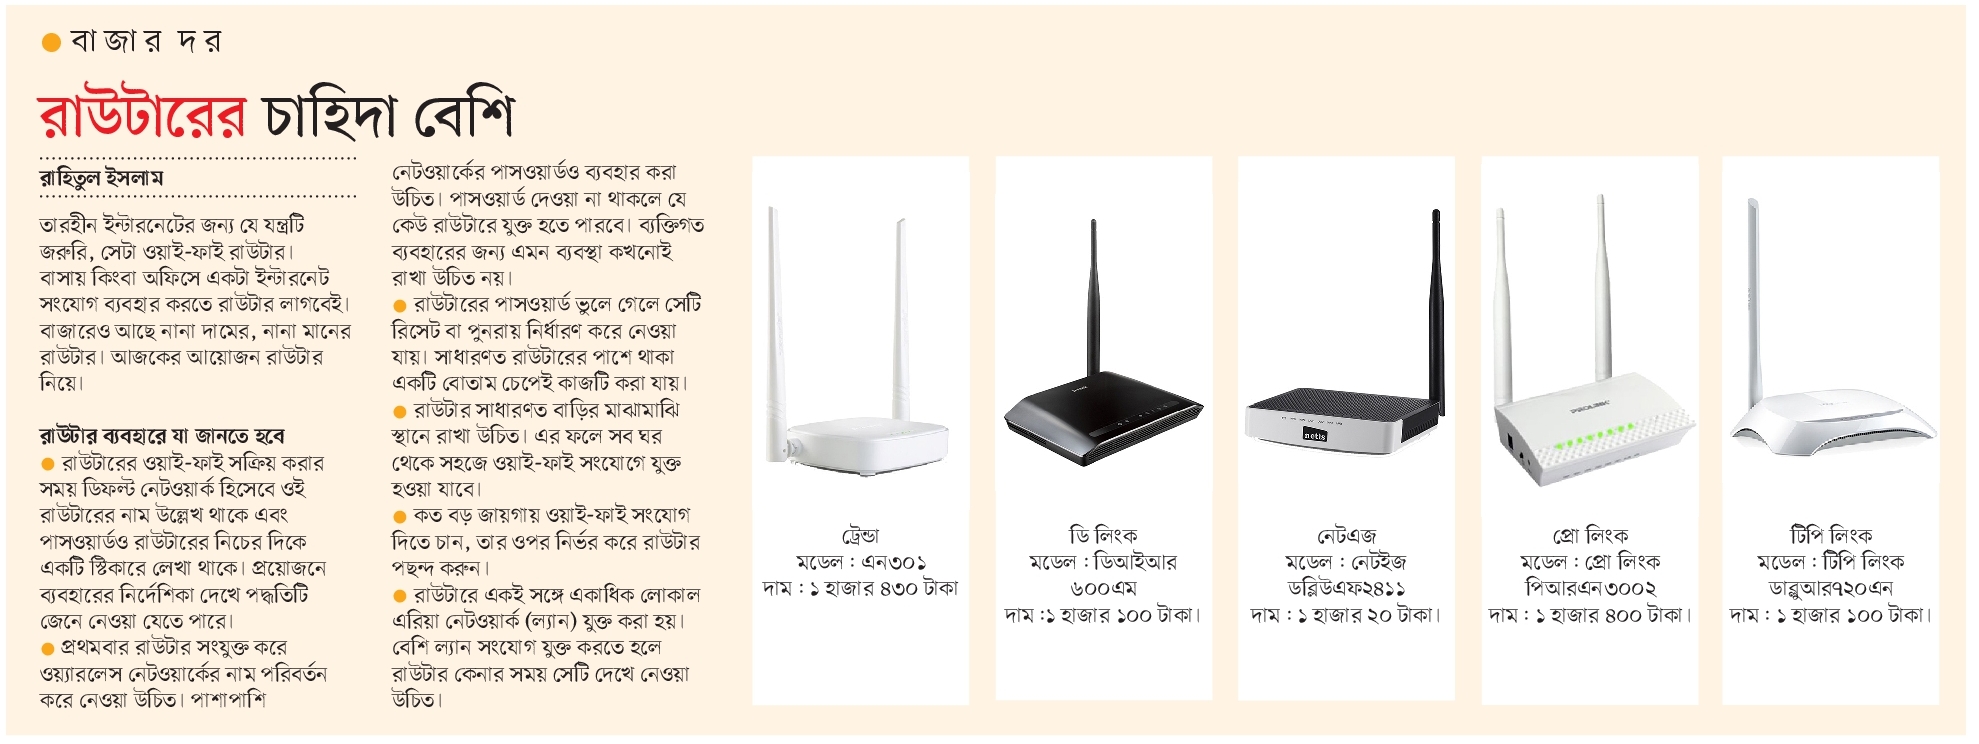 বাজার দর
রাউটারের চাহিদা বেশি
রাহিতুল ইসলাম
তারহীন ইন্টারনেটের জন্য যে যন্ত্রটি
জরুরি, সেটা ওয়াই-ফাই রাউটার।
বাসায় কিংবা অফিসে একটা ইন্টারনেট
সংযোগ ব্যবহার করতে রাউটার লাগবেই।
বাজারেও আছে নানা দামের, নানা মানের
রাউটার। আজকের আয়োজন রাউটার
নিয়ে।
রাউটার ব্যবহারে যা জানতে হবে
● রাউটারের ওয়াই-ফাই সক্রিয় করার
সময় ডিফল্ট নেটওয়ার্ক হিসেবে ওই
রাউটারের নাম উল্লেখ থাকে এবং
পাসওয়ার্ডও রাউটারের নিচের দিকে
একটি স্টিকারে লেখা থাকে। প্রয়োজনে
ব্যবহারের নির্দেশিকা দেখে পদ্ধতিটি
জেনে নেওয়া যেতে পারে।
● প্রথমবার রাউটার সংযুক্ত করে
ওয়্যারলেস নেটওয়ার্কের নাম পরিবর্তন
করে নেওয়া উচিত। পাশাপাশি
নেটওয়ার্কের পাসওয়ার্ডও ব্যবহার করা
উচিত। পাসওয়ার্ড দেওয়া না থাকলে যে
কেউ রাউটারে যুক্ত হতে পারবে। ব্যক্তিগত
ব্যবহারের জন্য এমন ব্যবস্থা কখনোই
রাখা উচিত নয়।
● রাউটারের পাসওয়ার্ড ভুলে গেলে সেটি
রিসেট বা পুনরায় নির্ধারণ করে নেওয়া
যায়। সাধারণত রাউটারের পাশে থাকা
একটি বোতাম চেপেই কাজটি করা যায়।
● রাউটার সাধারণত বাড়ির মাঝামাঝি
স্থানে রাখা উচিত। এর ফলে সব ঘর
থেকে সহজে ওয়াই-ফাই সংযোগে যুক্ত
হওয়া যাবে।
● কত বড় জায়গায় ওয়াই-ফাই সংযোগ
দিতে চান, তার ওপর নির্ভর করে রাউটার
পছন্দ করুন।
● রাউটারে একই সঙ্গে একাধিক লোকাল
এরিয়া নেটওয়ার্ক (ল্যান) যুক্ত করা হয়।
বেশি ল্যান সংযোগ যুক্ত করতে হলে
রাউটার কেনার সময় সেটি দেখে নেওয়া
উচিত।
ট্রেন্ডা
মডেল : এন৩০১
দাম : ১ হাজার ৪৩০ টাকা
ডি লিংক
মডেল : ডিআইআর
৬০০এম
দাম :১ হাজার ১০০ টাকা।
netis
নেটএজ
মডেল : নেটইজ
ডব্লিউএফ২৪১১
দাম : ১ হাজার ২০ টাকা।
PROLINK
প্রো লিংক
মডেল : প্রো লিংক
পিআরএন৩০০২
দাম : ১ হাজার ৪০০ টাকা।
টিপি লিংক
মডেল : টিপি লিংক
ডাব্লুআর৭২০এন
দাম : ১ হাজার ১০০ টাকা।